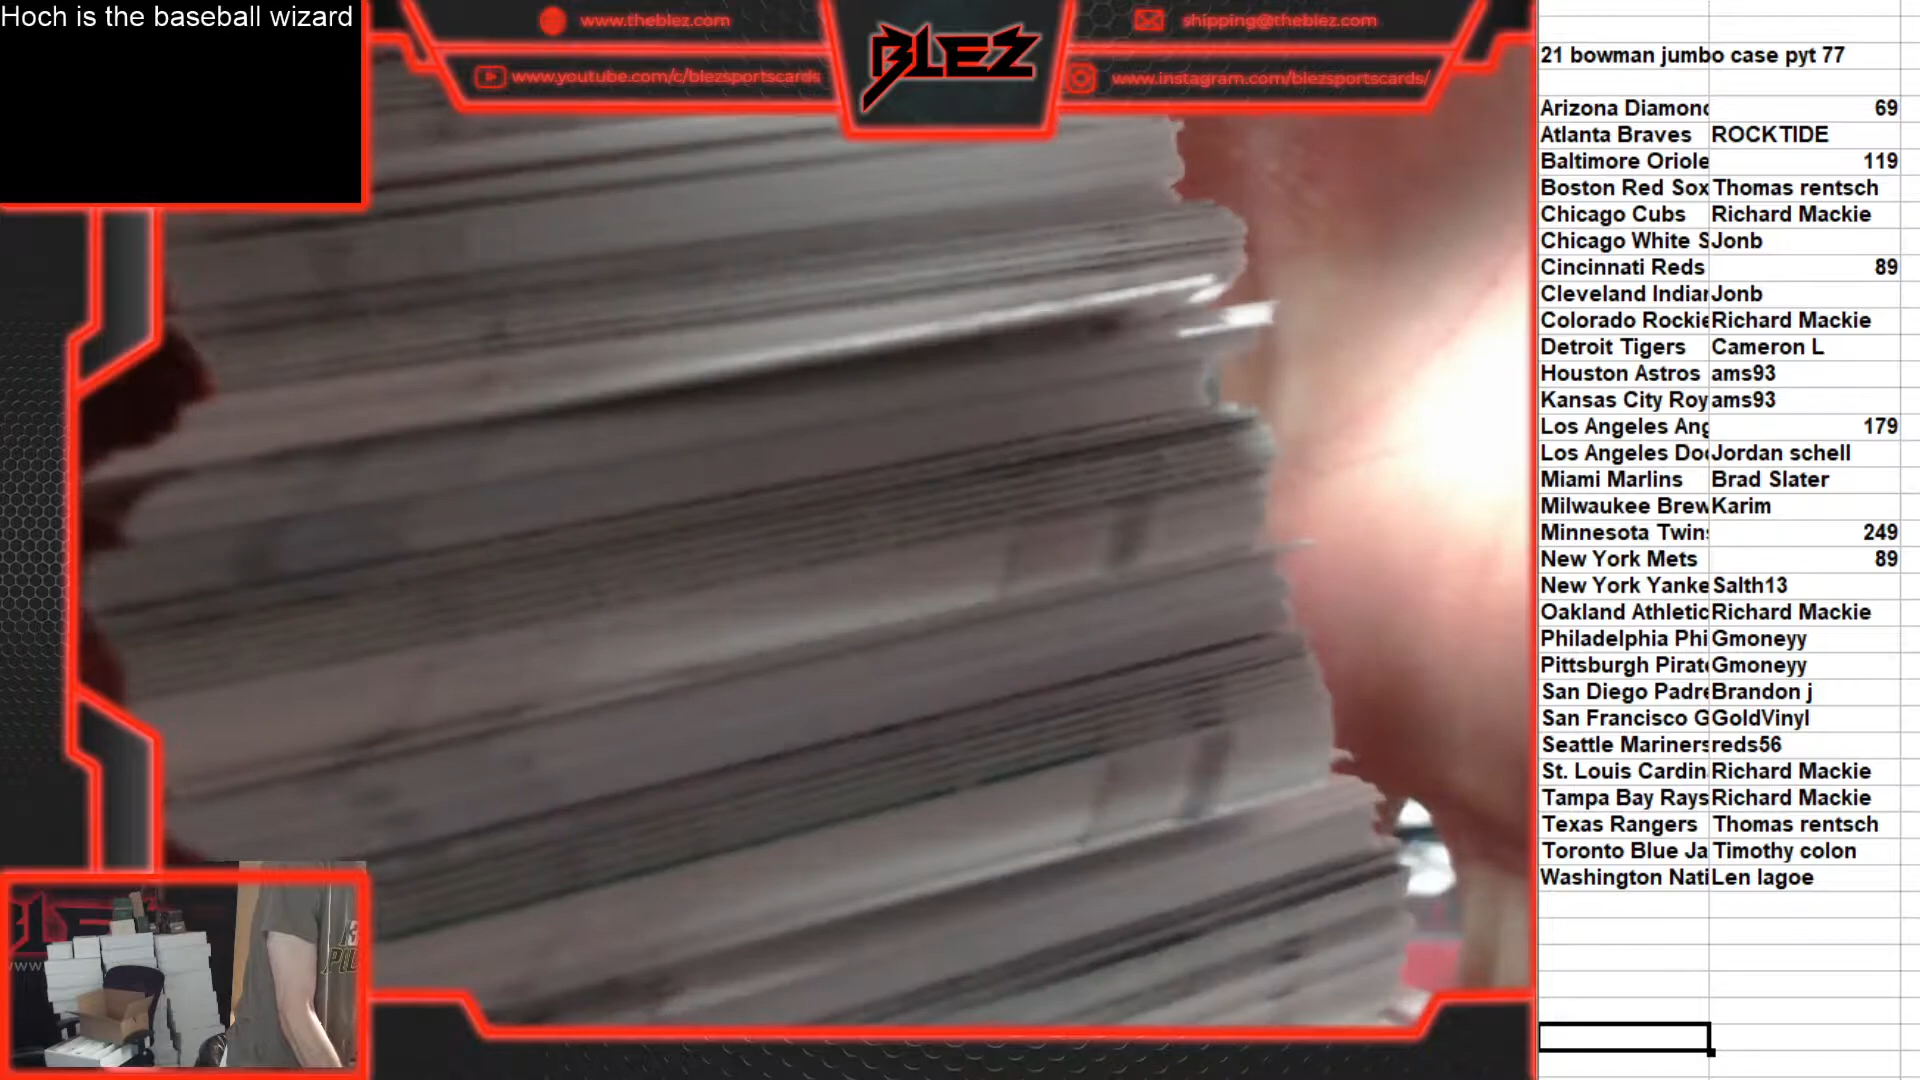 Hoch is the baseball wizard
www.theblez.com
shipping@theblez.com
BLEZ
www.youtube.com/c/blezsportscards
www.instagram.com/blezsportscards/
21 bowman jumbo case pyt 77
Arizona Diamond 69
Atlanta Braves ROCKTIDE
Baltimore Oriole 119
Boston Red Sox Thomas rentsch
Chicago Cubs Richard Mackie
Chicago White S Jonb
Cincinnati Reds 89
Cleveland Indian Jonb
Colorado Rockie Richard Mackie
Detroit Tigers Cameron L
Houston Astros ams93
Kansas City Roy ams93
Los Angeles Ang 179
Los Angeles Dod Jordan schell
Miami Marlins Brad Slater
Milwaukee Brew Karim
Minnesota Twins 249
New York Mets 89
New York Yanke Salth13
Oakland Athletic Richard Mackie
Philadelphia Phi Gmoneyy
Pittsburgh Pirate Gmoneyy
San Diego Padre Brandon j
San Francisco G GoldVinyl
Seattle Mariners reds56
St. Louis Cardin Richard Mackie
Tampa Bay Rays Richard Mackie
Texas Rangers Thomas rentsch
Toronto Blue Ja Timothy colon
Washington Nati Len lagoe